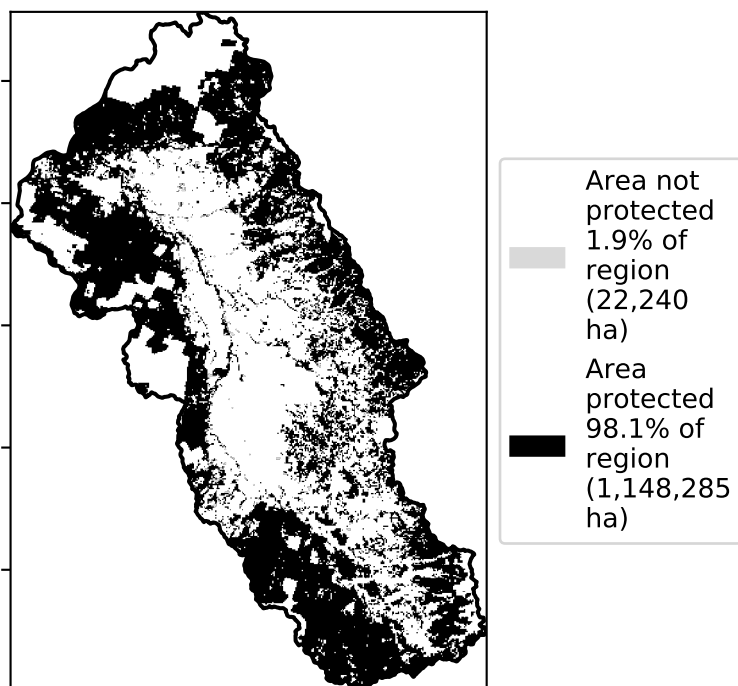 Area not
protected
1.9% of
region
(22,240
ha)
Area
protected
98.1% of
region
(1,148,285
ha)